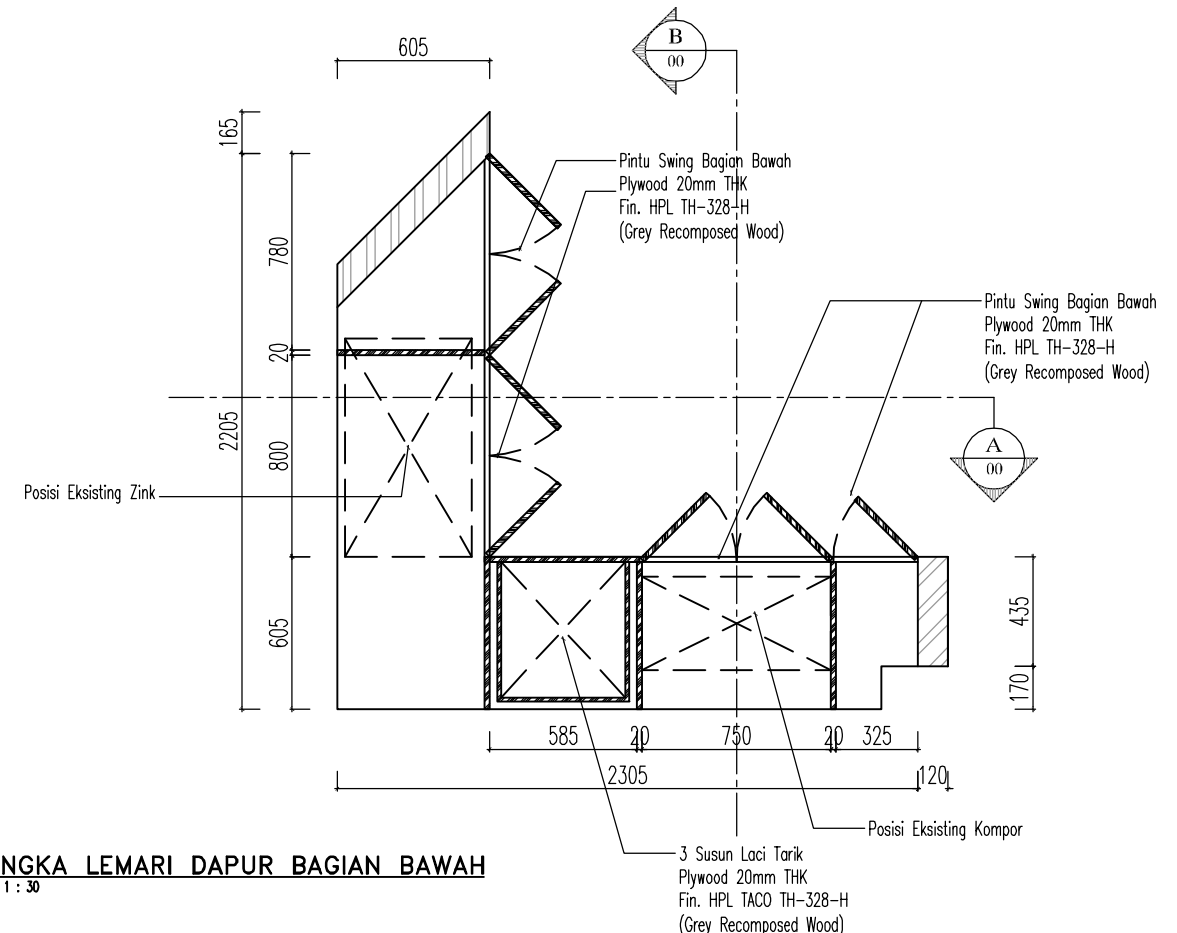 605
B
00
165
Pintu Swing Bagian Bawah
Plywood 20mm THK
Fin. HPL TH-328-H
(Grey Recomposed Wood)
780
Pintu Swing Bagian Bawah
Plywood 20mm THK
Fin. HPL TH-328-H
(Grey Recomposed Wood)
20
2205
800
A
00
Posisi Eksisting Zink
605
435
170
585
20
750
20
325
2305
120
Posisi Eksisting Kompor
3 Susun Laci Tarik
Plywood 20mm THK
Fin. HPL TACO TH-328-H
(Grey Recomposed Wood)
NGKA LEMARI DAPUR BAGIAN BAWAH
1 : 30